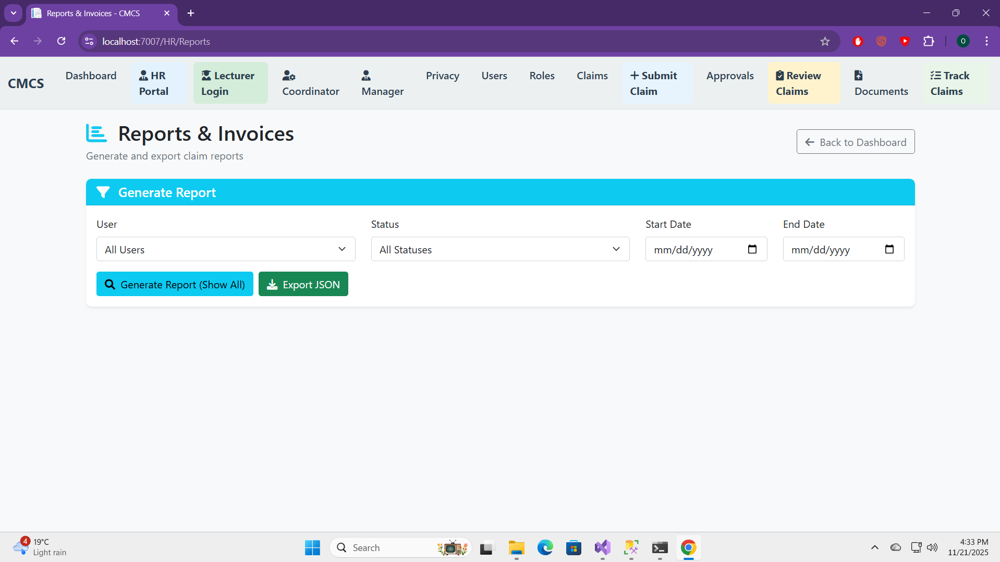 Reports & Invoices - CMCS
localhost:7007/HR/Reports
O
CMCS
Dashboard
HR
Portal
Lecturer
Login
Coordinator
Manager
Privacy
Users
Roles
Claims
Submit
Claim
Approvals
Review
Claims
Documents
Track
Claims
Reports & Invoices
Generate and export claim reports
Back to Dashboard
Generate Report
User
Status
Start Date
End Date
All Users
All Statuses
mm/dd/yyyy
mm/dd/yyyy
Generate Report (Show All)
Export JSON
4
19°C
Light rain
Search
4:33 PM
11/21/2025